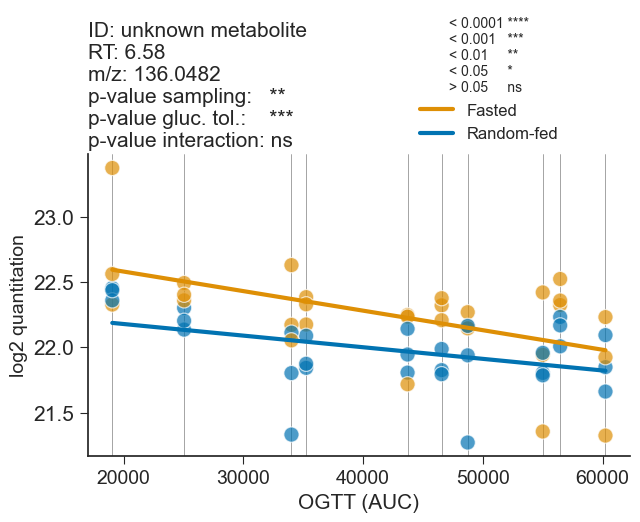 ID: unknown metabolite
RT: 6.58
m/z: 136.0482
p-value sampling: **
p-value gluc. tol.: ***
p-value interaction: ns
< 0.0001 ****
< 0.001 ***
< 0.01 **
< 0.05 *
> 0.05 ns
Fasted
Random-fed
log2 quantitation
23.0
22.5
22.0
21.5
20000 30000 40000 50000 60000
OGTT (AUC)